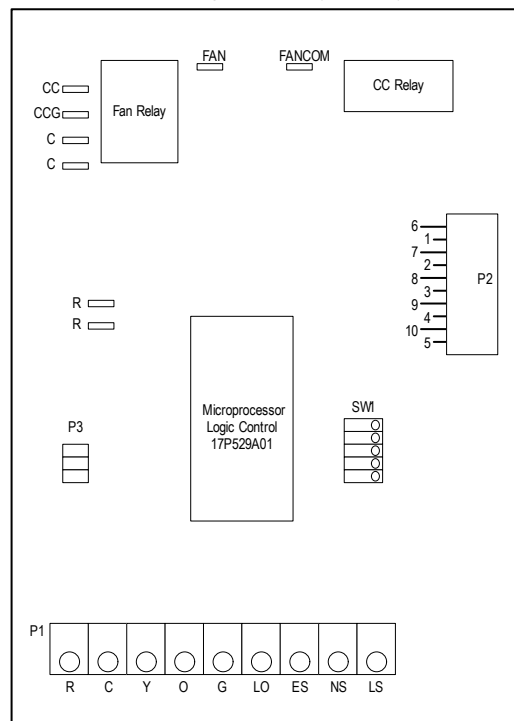 FAN FANCOM
CC
Fan Relay
CC Relay
CCG
C
C
6
1
7
2
8
3
9
4
10
5
P2
R
R
Microprocessor
Logic Control
17P529A01
SW1
P3
P1
R C Y O G LO ES NS LS